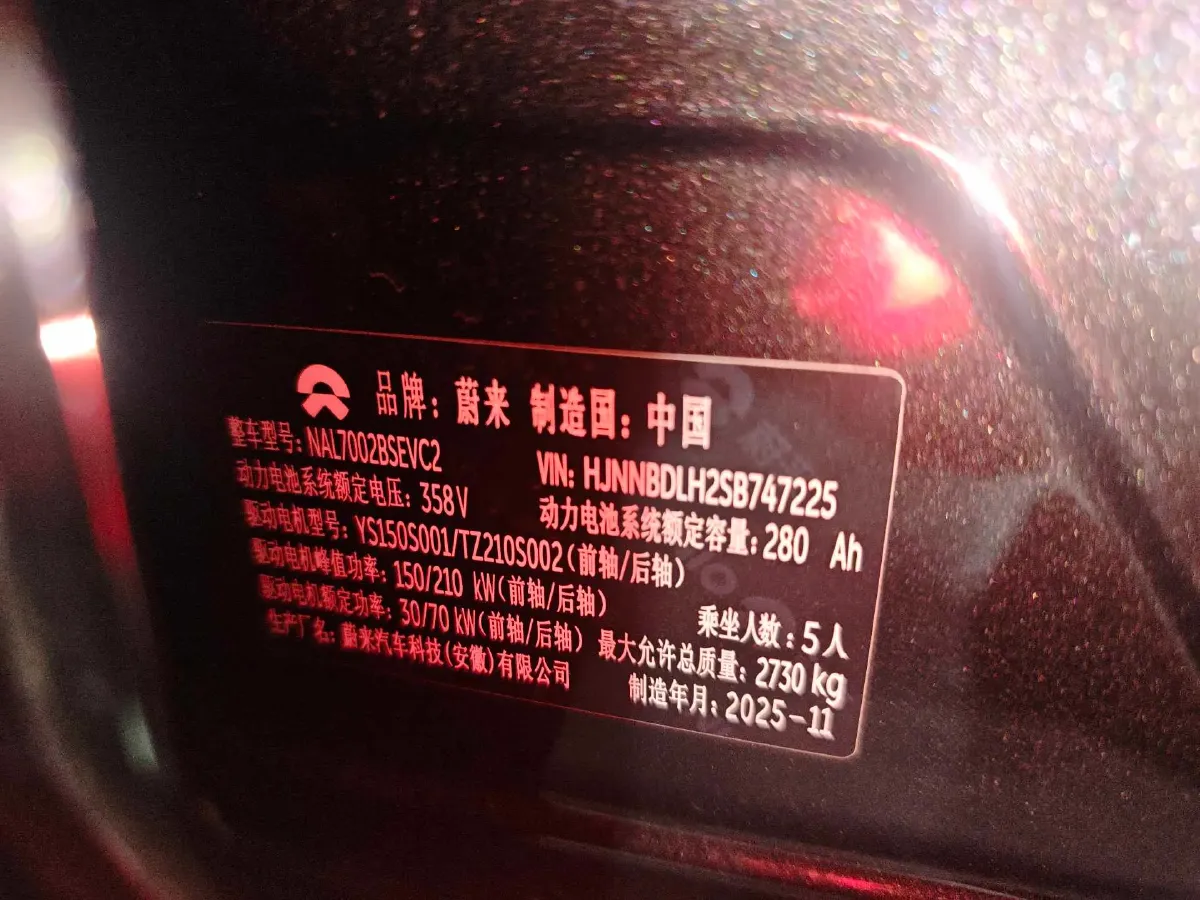 品牌：蔚来 制造国：中国
整车型号：NAL7002BSEVC2
VIN: HJNNBDLH2SB747225
动力电池系统额定电压：358V
动力电池系统额定容量：280 Ah
驱动电机型号：YS150S001/TZ210S002(前轴/后轴)
驱动电机峰值功率：150/210 kW(前轴/后轴)
乘坐人数：5人
驱动电机额定功率：30/70 kW(前轴/后轴)
最大允许总质量：2730 kg
生产厂名：蔚来汽车科技(安徽)有限公司
制造年月：2025-11